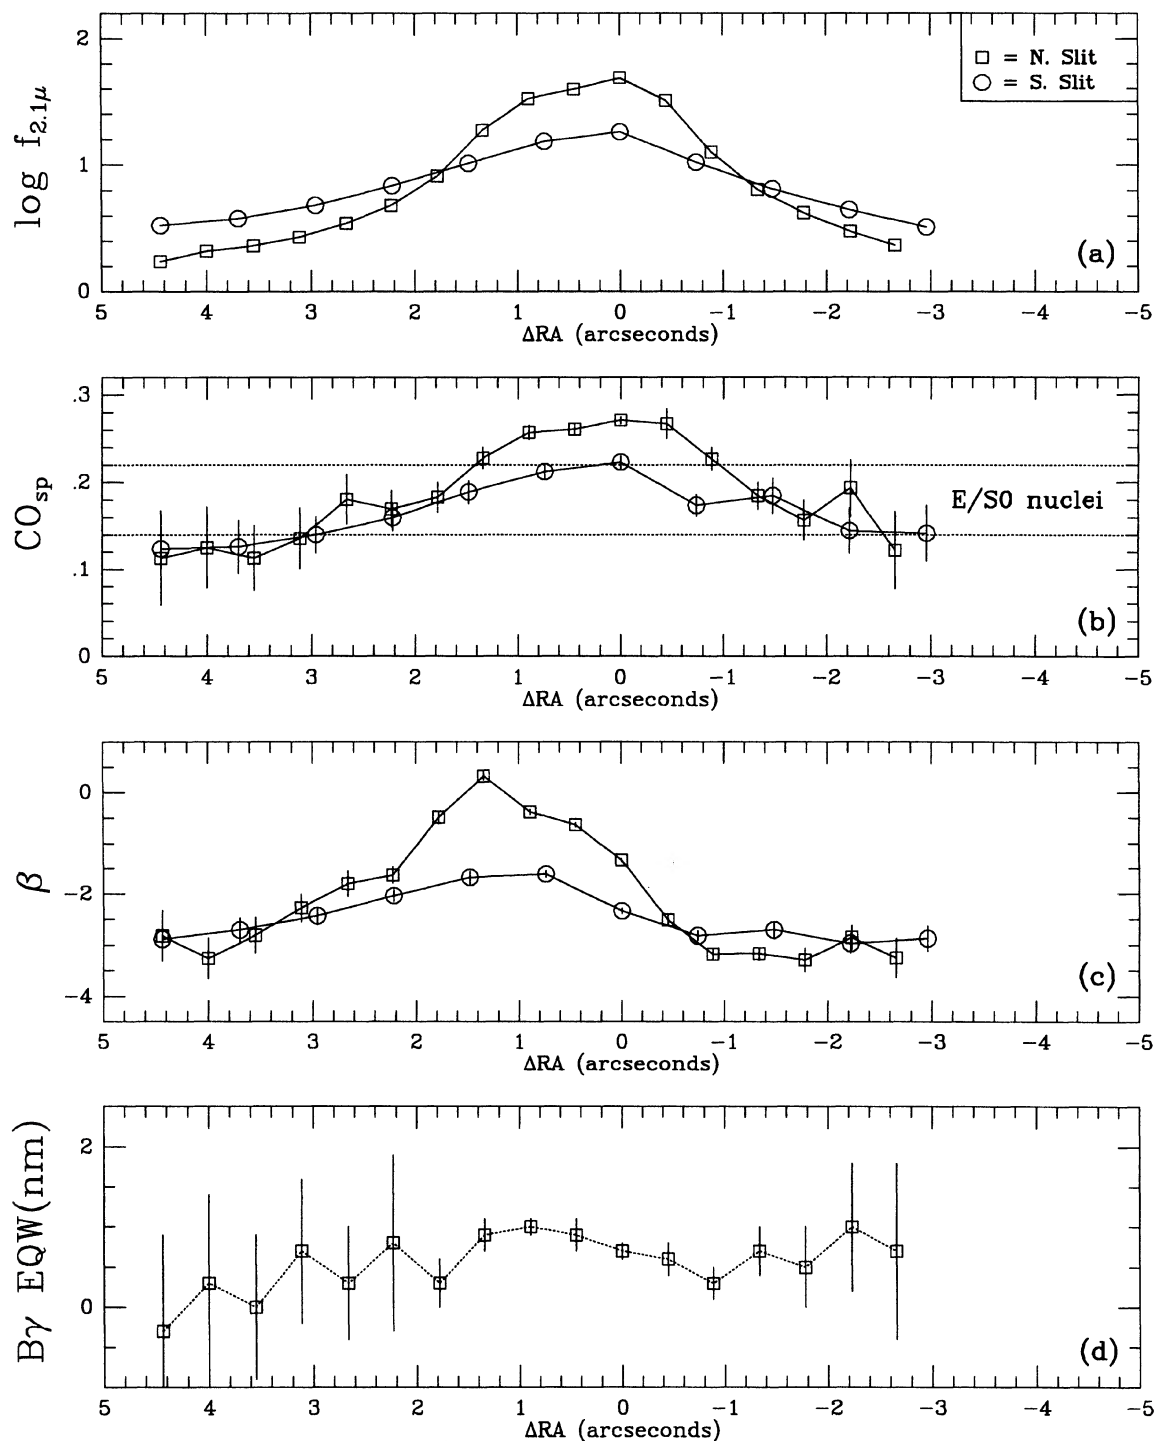 2
1
0
log f2.1μ
□ = N. Slit
○ = S. Slit
(a)
5 4 3 2 1 0 -1 -2 -3 -4 -5
ΔRA (arcseconds)
.3
.2
.1
0
COsp
E/S0 nuclei
(b)
5 4 3 2 1 0 -1 -2 -3 -4 -5
ΔRA (arcseconds)
0
-2
-4
β
(c)
5 4 3 2 1 0 -1 -2 -3 -4 -5
ΔRA (arcseconds)
2
0
Bγ EQW(nm)
(d)
5 4 3 2 1 0 -1 -2 -3 -4 -5
ΔRA (arcseconds)